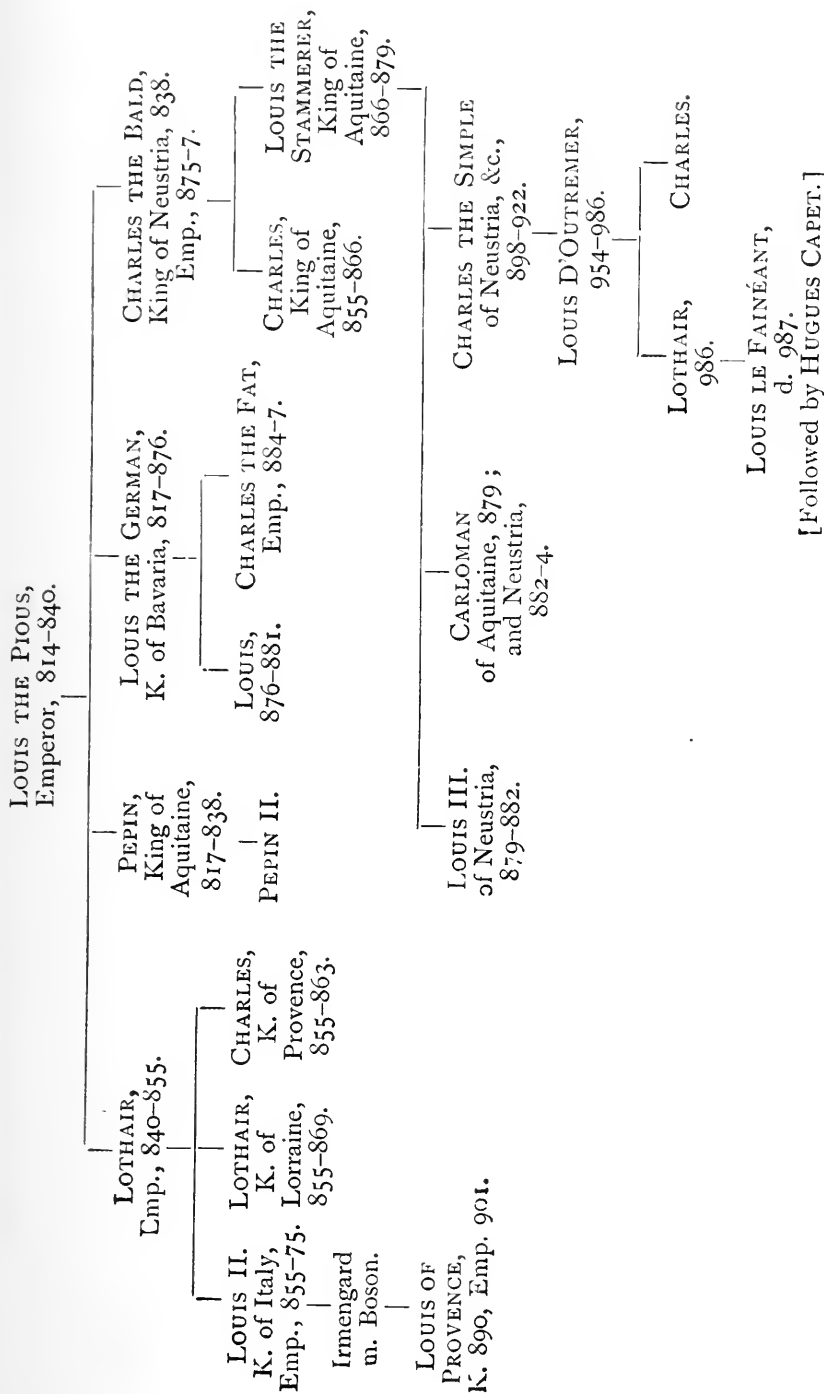 LOUIS THE PIOUS,
Emperor, 814–840.
LOTHAIR,
Emp., 840–855.
PEPIN,
King of
Aquitaine,
817–838.
LOUIS THE GERMAN,
K. of Bavaria, 817–876.
CHARLES THE BALD,
King of Neustria, 838.
Emp., 875–7.
LOUIS II.
K. of Italy,
Emp., 855–75.
LOTHAIR,
K. of
Lorraine,
855–869.
CHARLES,
K. of
Provence,
855–863.
PEPIN II.
LOUIS,
876–881.
CHARLES THE FAT,
Emp., 884–7.
CHARLES,
King of
Aquitaine,
855–866.
LOUIS THE
STAMMERER,
King of
Aquitaine,
866–879.
Irmengard
m. Boson.
LOUIS OF
PROVENCE,
K. 890, Emp. 901.
LOUIS III.
of Neustria,
879–882.
CARLOMAN
of Aquitaine, 879;
and Neustria,
882–4.
CHARLES THE SIMPLE
of Neustria, &c.,
898–922.
LOUIS D'OUTREMER,
954–986.
LOTHAIR,
986.
CHARLES.
LOUIS LE FAINÉANT,
d. 987.
[Followed by HUGUES CAPET.]